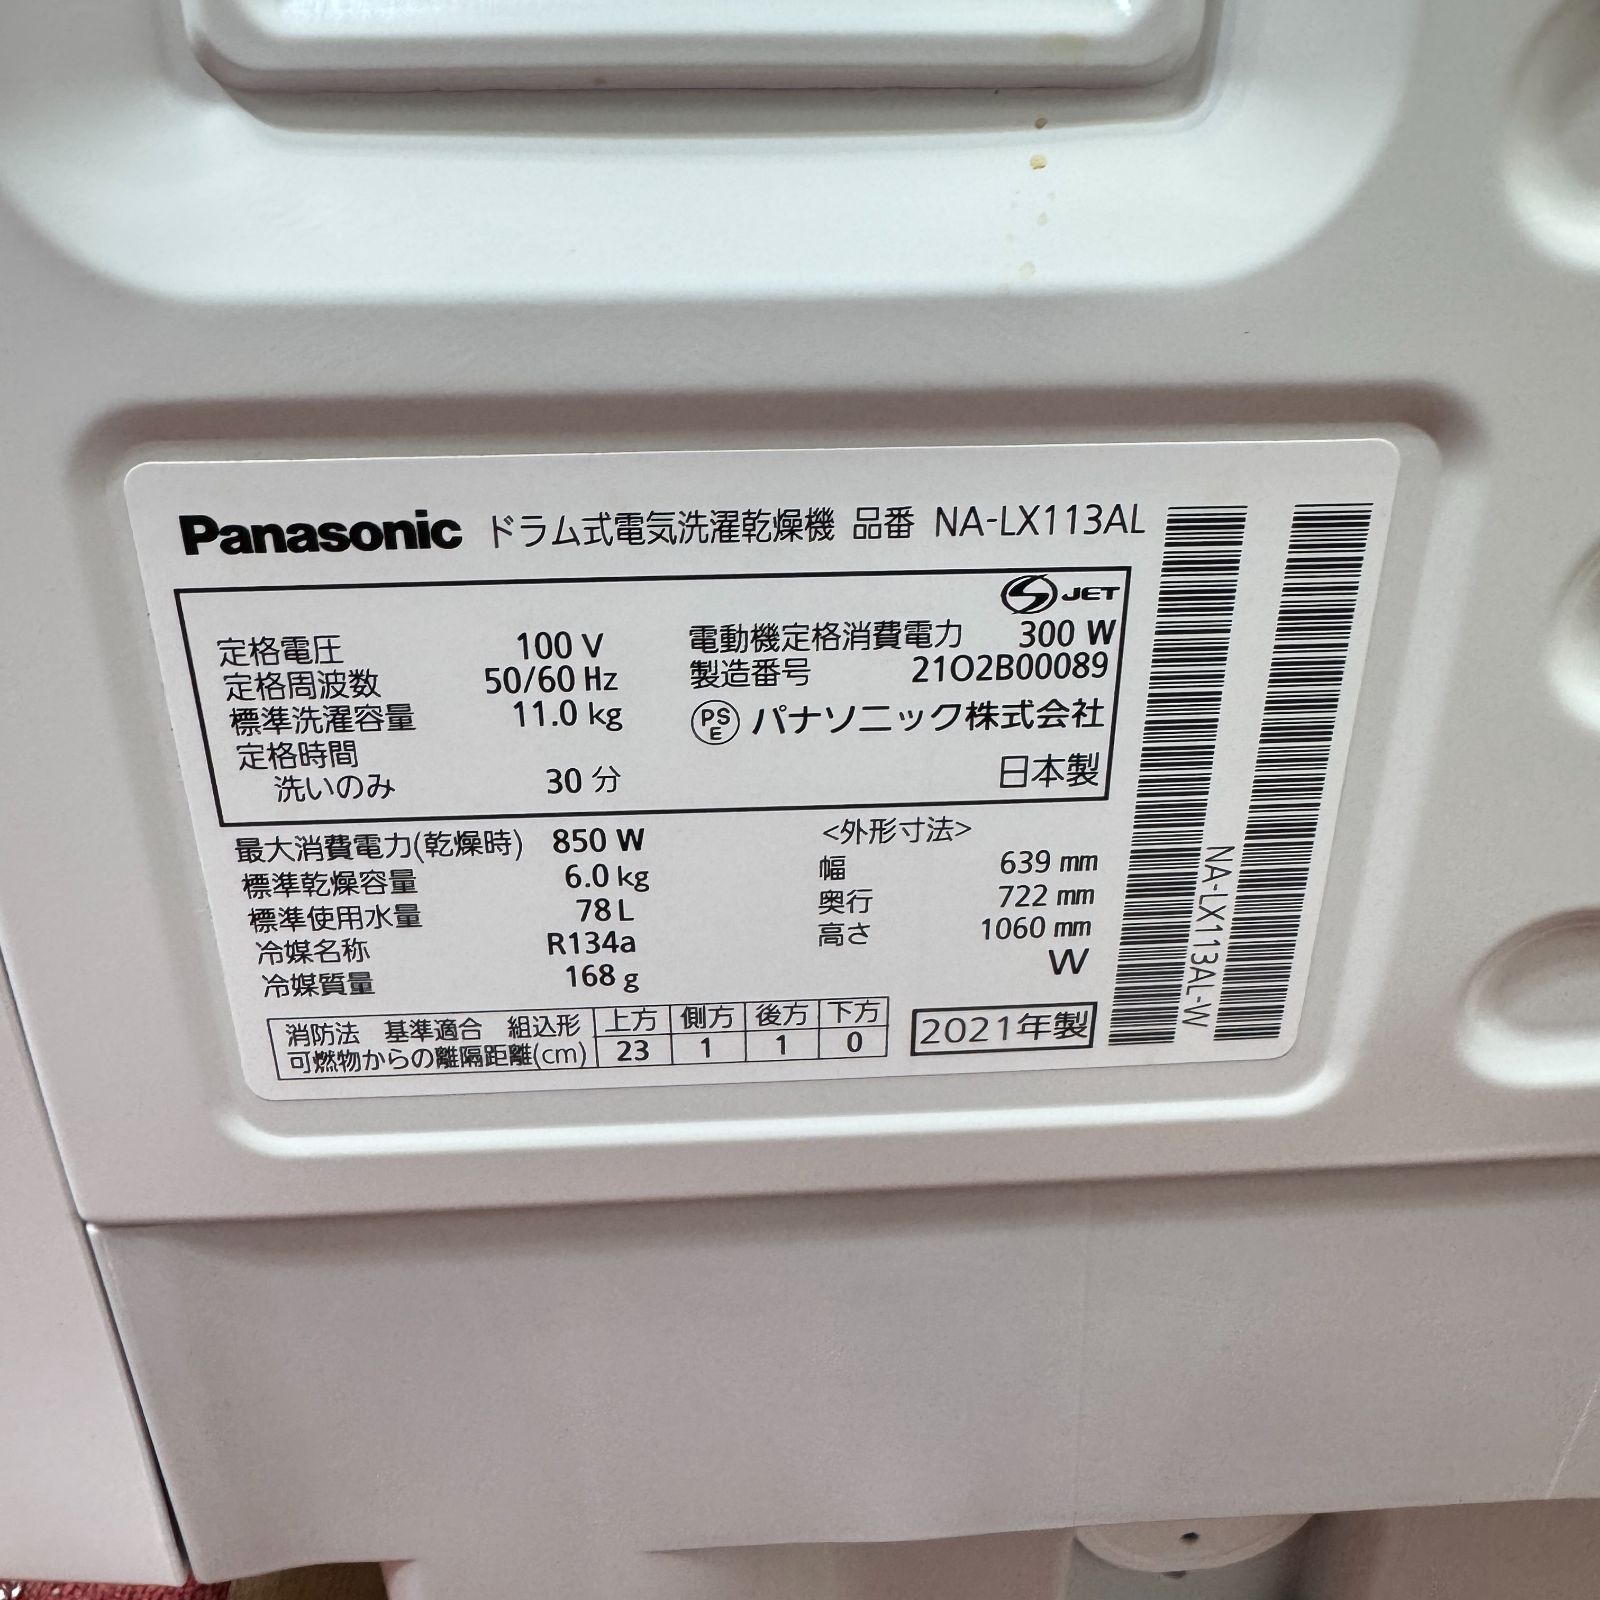 Panasonic ドラム式電気洗濯乾燥機 品番 NA-LX113AL
JET
定格電圧 100 V
定格周波数 50/60 Hz
標準洗濯容量 11.0 kg
定格時間
洗いのみ 30 分
電動機定格消費電力 300 W
製造番号 21O2B00089
PS E パナソニック株式会社
日本製
最大消費電力(乾燥時) 850 W
標準乾燥容量 6.0 kg
標準使用水量 78 L
冷媒名称 R134a
冷媒質量 168 g
<外形寸法>
幅 639 mm
奥行 722 mm
高さ 1060 mm
W
消防法 基準適合 組込形 上方 側方 後方 下方
可燃物からの離隔距離(cm) 23 1 1 0
2021年製
NA-LX113AL-W